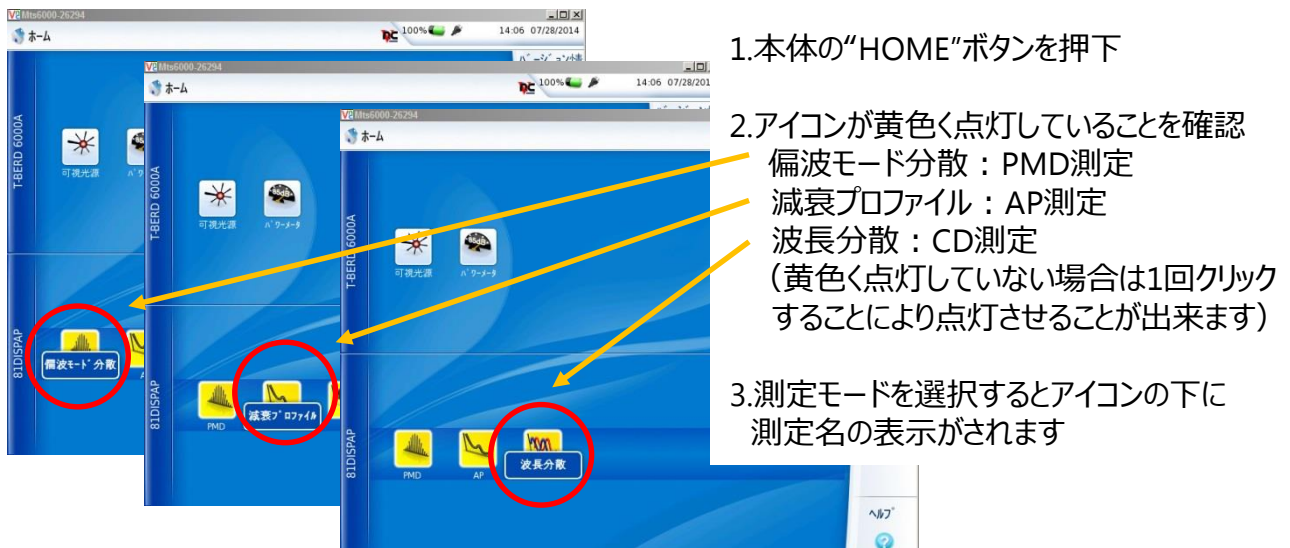 Mts6000-26294
ホーム
100%
14:06 07/28/2014
T-BERD 6000A
可視光源
81DISPAP
偏波ﾓｰﾄﾞ分散
Mts6000-26294
ホーム
100%
14:06 07/28/201
T-BERD 6000A
可視光源
ﾊﾟﾜｰﾒｰﾀ
81DISPAP
PMD
減衰ﾌﾟﾛﾌｧｲﾙ
Mts6000-26294
ホーム
T-BERD 6000A
可視光源
ﾊﾟﾜｰﾒｰﾀ
81DISPAP
PMD
AP
波長分散
ﾍﾙﾌﾟ
1.本体の“HOME”ボタンを押下
2.アイコンが黄色く点灯していることを確認
偏波モード分散：PMD測定
減衰プロファイル：AP測定
波長分散：CD測定
（黄色く点灯していない場合は1回クリック
することにより点灯させることが出来ます）
3.測定モードを選択するとアイコンの下に
測定名の表示がされます